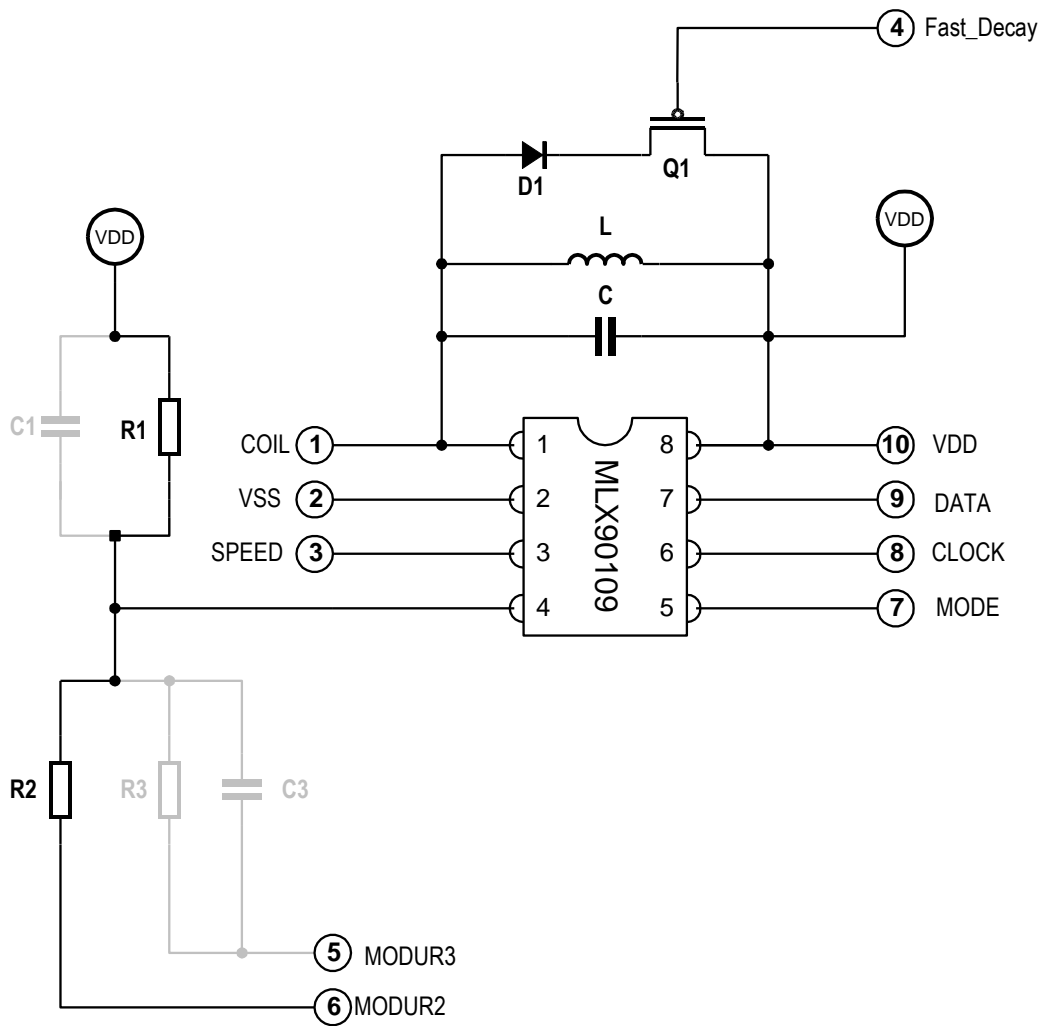 4 Fast_Decay
Q1
D1
VDD
VDD
L
C
C1
R1
COIL 1
1
8
10 VDD
VSS 2
2
7
9 DATA
SPEED 3
3
6
8 CLOCK
4
5
7 MODE
MLX90109
R2
R3
C3
5 MODUR3
6 MODUR2